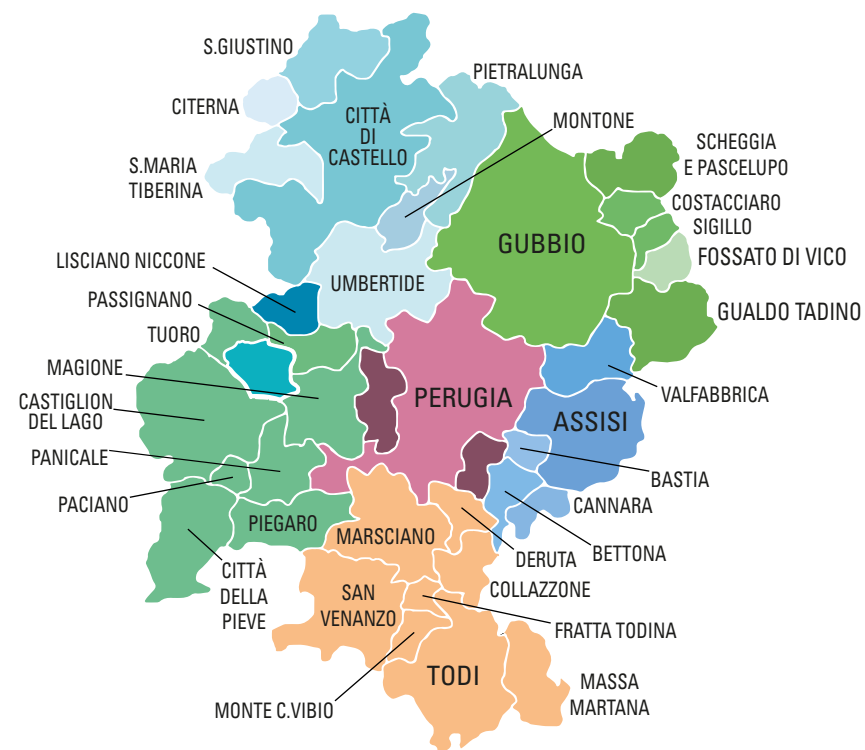 S.GIUSTINO
PIETRALUNGA
CITERNA
CITTÀ
DI
CASTELLO
MONTONE
SCHEGGIA
E PASCELUPO
S.MARIA
TIBERINA
COSTACCIARO
SIGILLO
GUBBIO
FOSSATO DI VICO
LISCIANO NICCONE
UMBERTIDE
PASSIGNANO
GUALDO TADINO
TUORO
MAGIONE
PERUGIA
VALFABBRICA
CASTIGLION
DEL LAGO
ASSISI
PANICALE
BASTIA
PACIANO
CANNARA
PIEGARO
MARSCIANO
DERUTA
BETTONA
CITTÀ
DELLA
PIEVE
SAN
VENANZO
COLLAZZONE
FRATTA TODINA
TODI
MASSA
MARTANA
MONTE C.VIBIO